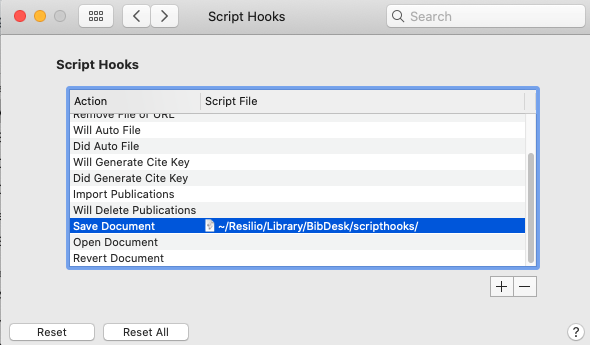 Script Hooks
Search
Script Hooks
Action Script File
Remove File or URL
Will Auto File
Did Auto File
Will Generate Cite Key
Did Generate Cite Key
Import Publications
Will Delete Publications
Save Document ~/Resilio/Library/BibDesk/scripthooks/
Open Document
Revert Document
+ −
Reset Reset All ?